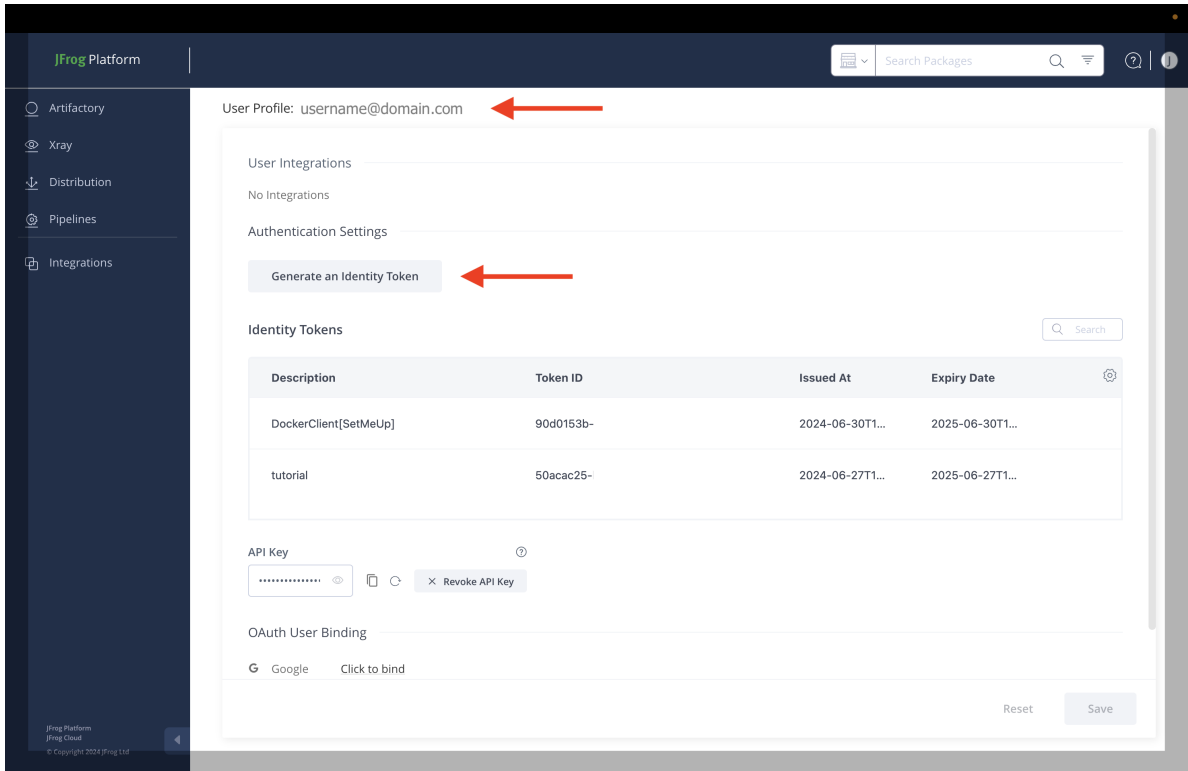 JFrog Platform
Search Packages
J
Artifactory
Xray
Distribution
Pipelines
Integrations
User Profile: username@domain.com
User Integrations
No Integrations
Authentication Settings
Generate an Identity Token
Identity Tokens
Search
Description Token ID Issued At Expiry Date
DockerClient[SetMeUp] 90d0153b- 2024-06-30T1... 2025-06-30T1...
tutorial 50acac25- 2024-06-27T1... 2025-06-27T1...
API Key
Revoke API Key
OAuth User Binding
G Google Click to bind
Reset Save
JFrog Platform
JFrog Cloud
© Copyright 2024 JFrog Ltd